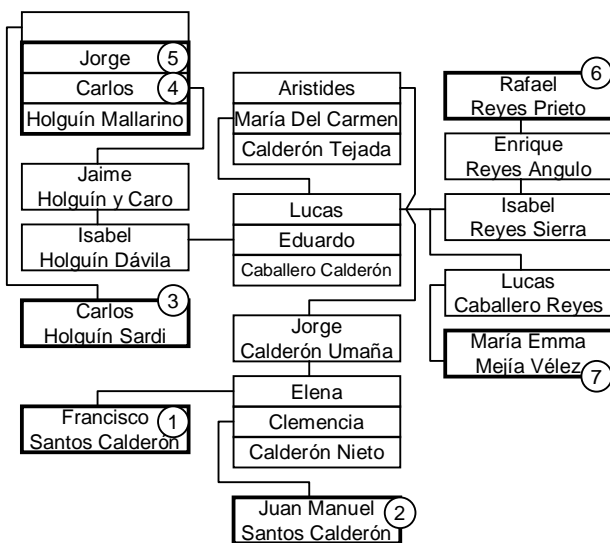 Jorge 5
Carlos 4
Holguín Mallarino
Jaime
Holguín y Caro
Isabel
Holguín Dávila
Carlos 3
Holguín Sardi
Francisco 1
Santos Calderón
Aristides
María Del Carmen
Calderón Tejada
Lucas
Eduardo
Caballero Calderón
Jorge
Calderón Umaña
Elena
Clemencia
Calderón Nieto
Juan Manuel 2
Santos Calderón
6
Rafael
Reyes Prieto
Enrique
Reyes Angulo
Isabel
Reyes Sierra
Lucas
Caballero Reyes
María Emma
Mejía Vélez
7